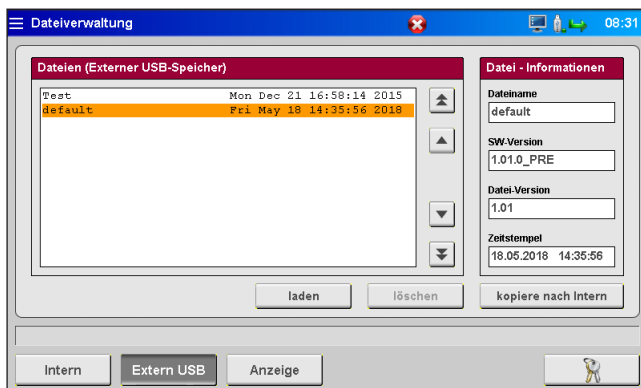 Dateiverwaltung 08:31
Dateien (Externer USB-Speicher)
Test Mon Dec 21 16:58:14 2015
default Fri May 18 14:35:56 2018
Datei - Informationen
Dateiname
default
SW-Version
1.01.0_PRE
Datei-Version
1.01
Zeitstempel
18.05.2018 14:35:56
laden löschen kopiere nach Intern
Intern Extern USB Anzeige